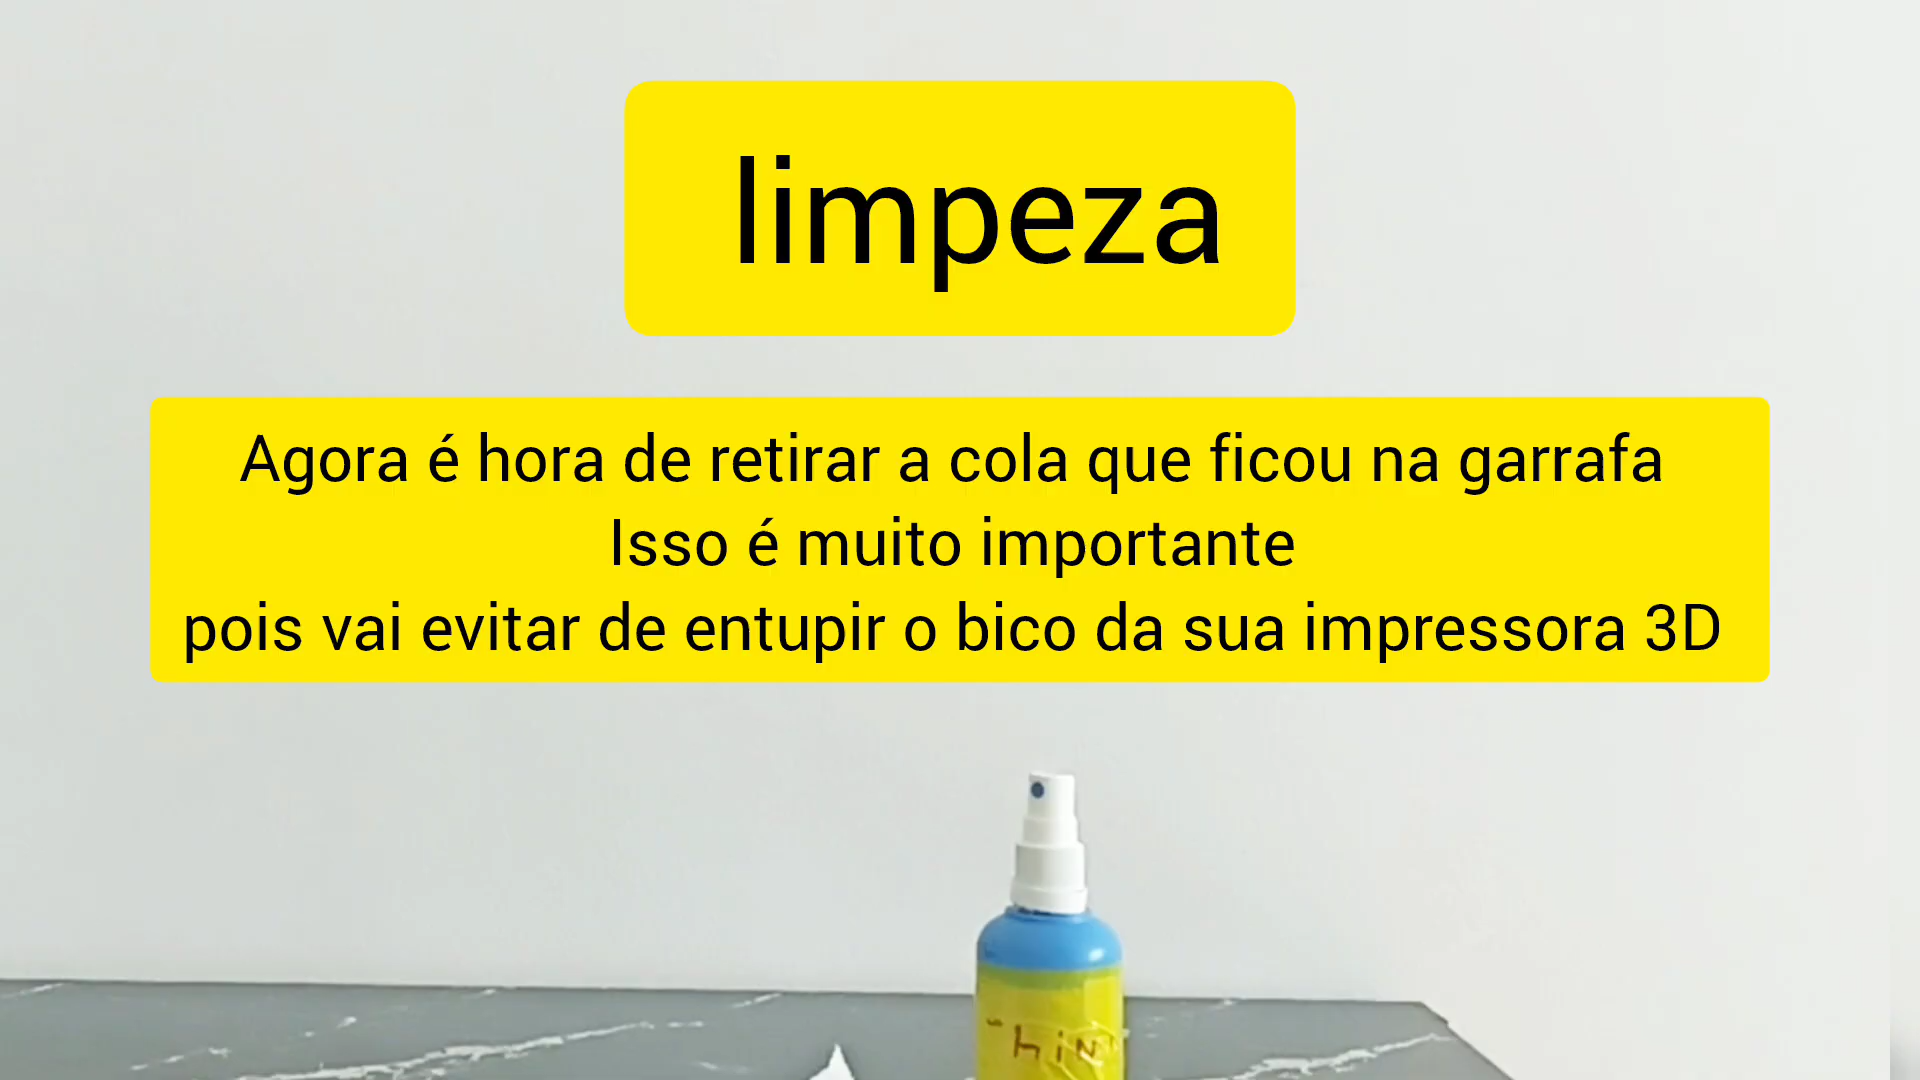 limpeza
Agora é hora de retirar a cola que ficou na garrafa
Isso é muito importante
pois vai evitar de entupir o bico da sua impressora 3D